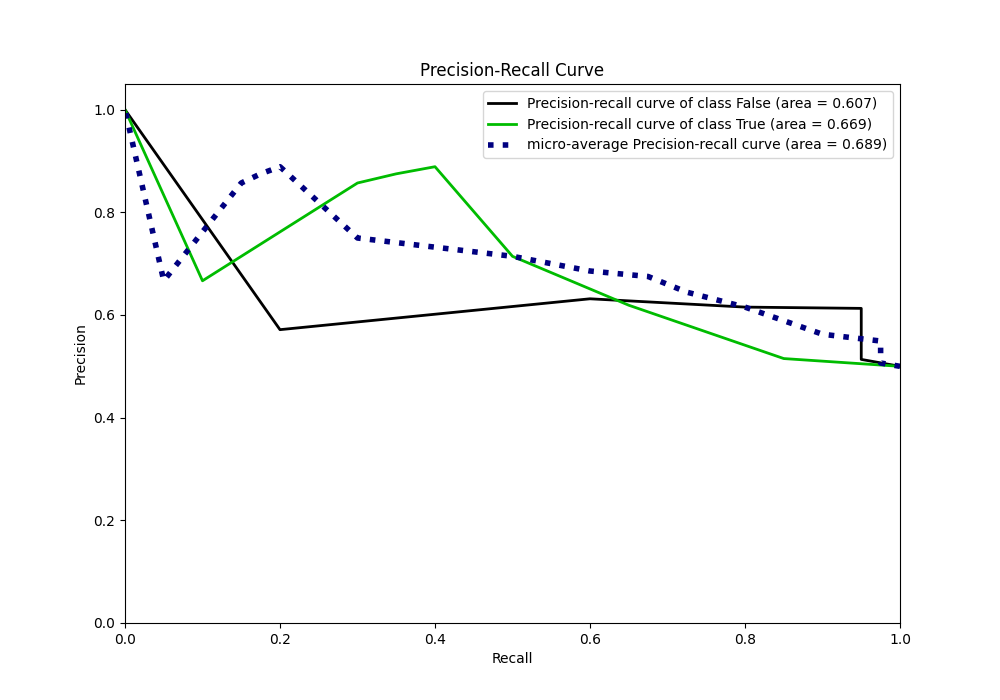 Precision-Recall Curve
Precision-recall curve of class False (area = 0.607)
Precision-recall curve of class True (area = 0.669)
micro-average Precision-recall curve (area = 0.689)
Precision
1.0
0.8
0.6
0.4
0.2
0.0
0.0 0.2 0.4 0.6 0.8 1.0
Recall